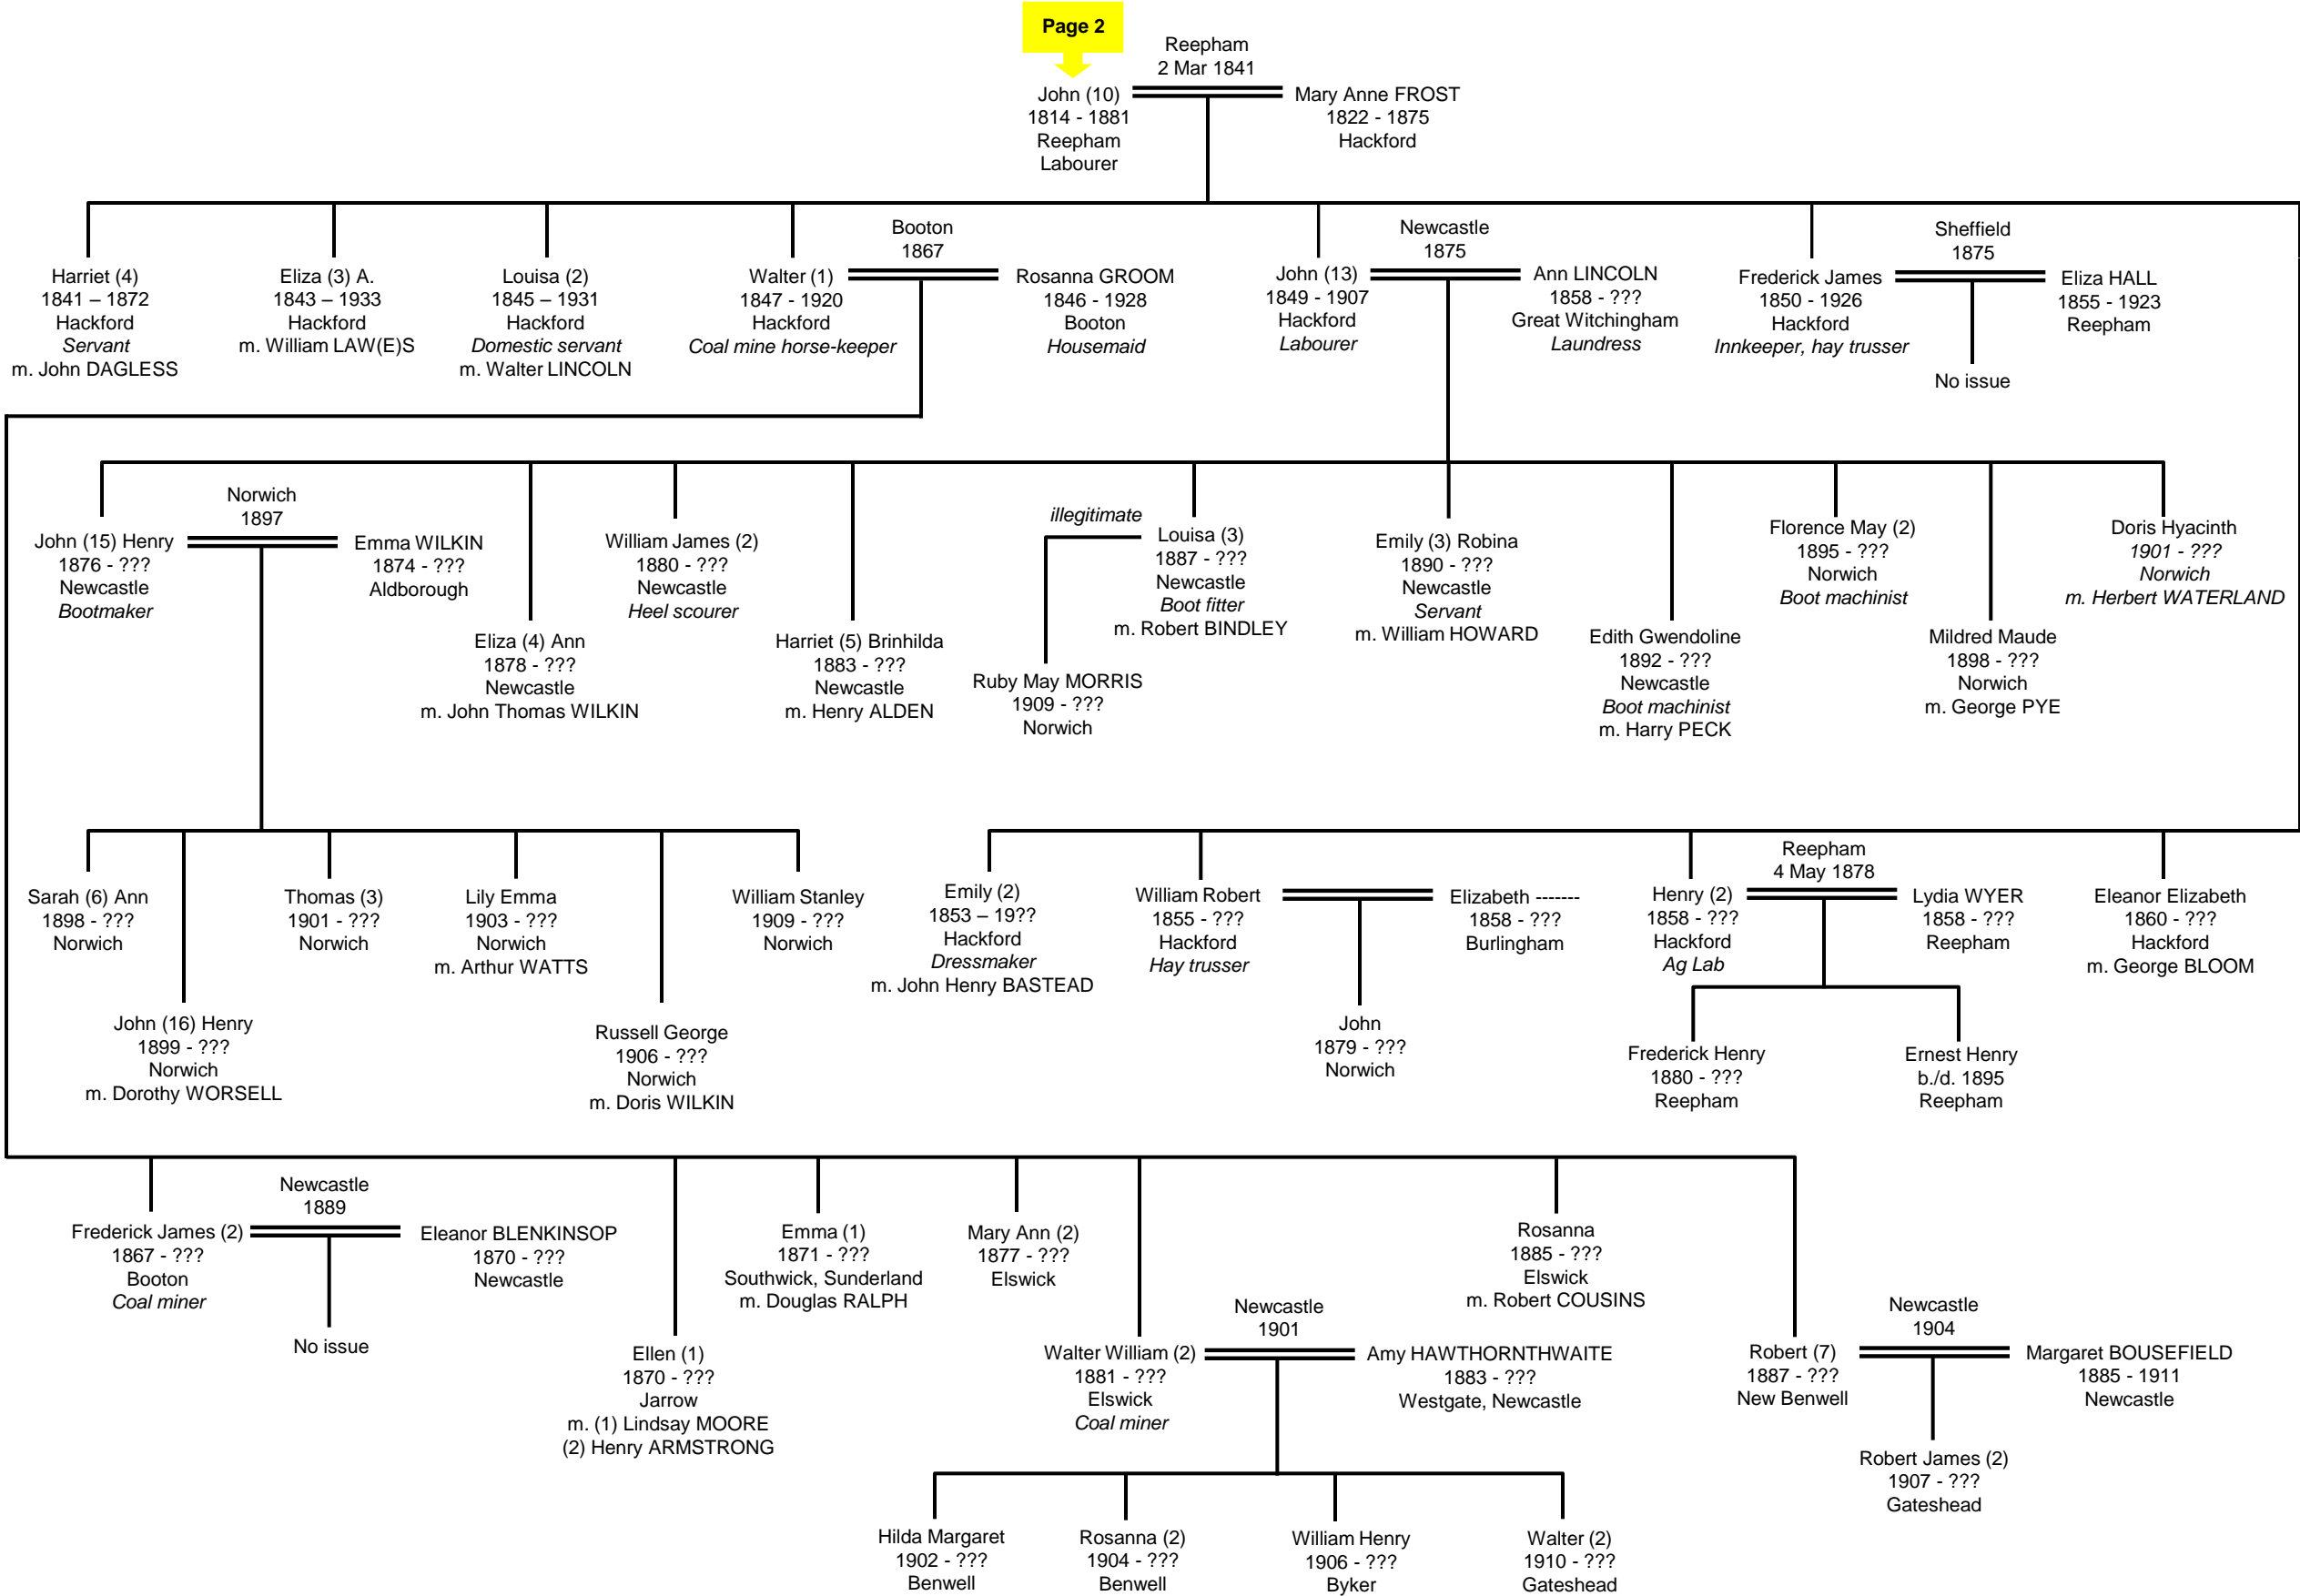 Page 2
Reepham
2 Mar 1841
John (10)
1814 - 1881
Reepham
Labourer
Mary Anne FROST
1822 - 1875
Hackford
Harriet (4)
1841 – 1872
Hackford
Servant
m. John DAGLESS
Eliza (3) A.
1843 – 1933
Hackford
m. William LAW(E)S
Louisa (2)
1845 – 1931
Hackford
Domestic servant
m. Walter LINCOLN
Walter (1)
1847 - 1920
Hackford
Coal mine horse-keeper
Booton
1867
Rosanna GROOM
1846 - 1928
Booton
Housemaid
John (13)
1849 - 1907
Hackford
Labourer
Newcastle
1875
Ann LINCOLN
1858 - ???
Great Witchingham
Laundress
Frederick James
1850 - 1926
Hackford
Innkeeper, hay trusser
Sheffield
1875
Eliza HALL
1855 - 1923
Reepham
No issue
John (15) Henry
1876 - ???
Newcastle
Bootmaker
Norwich
1897
Emma WILKIN
1874 - ???
Aldborough
Eliza (4) Ann
1878 - ???
Newcastle
m. John Thomas WILKIN
William James (2)
1880 - ???
Newcastle
Heel scourer
Harriet (5) Brinhilda
1883 - ???
Newcastle
m. Henry ALDEN
illegitimate
Ruby May MORRIS
1909 - ???
Norwich
Louisa (3)
1887 - ???
Newcastle
Boot fitter
m. Robert BINDLEY
Emily (3) Robina
1890 - ???
Newcastle
Servant
m. William HOWARD
Edith Gwendoline
1892 - ???
Newcastle
Boot machinist
m. Harry PECK
Florence May (2)
1895 - ???
Norwich
Boot machinist
Mildred Maude
1898 - ???
Norwich
m. George PYE
Doris Hyacinth
1901 - ???
Norwich
m. Herbert WATERLAND
Sarah (6) Ann
1898 - ???
Norwich
John (16) Henry
1899 - ???
Norwich
m. Dorothy WORSELL
Thomas (3)
1901 - ???
Norwich
Lily Emma
1903 - ???
Norwich
m. Arthur WATTS
Russell George
1906 - ???
Norwich
m. Doris WILKIN
William Stanley
1909 - ???
Norwich
Emily (2)
1853 – 19??
Hackford
Dressmaker
m. John Henry BASTEAD
William Robert
1855 - ???
Hackford
Hay trusser
Elizabeth -------
1858 - ???
Burlingham
John
1879 - ???
Norwich
Henry (2)
1858 - ???
Hackford
Ag Lab
Reepham
4 May 1878
Lydia WYER
1858 - ???
Reepham
Frederick Henry
1880 - ???
Reepham
Ernest Henry
b./d. 1895
Reepham
Eleanor Elizabeth
1860 - ???
Hackford
m. George BLOOM
Frederick James (2)
1867 - ???
Booton
Coal miner
Newcastle
1889
Eleanor BLENKINSOP
1870 - ???
Newcastle
No issue
Ellen (1)
1870 - ???
Jarrow
m. (1) Lindsay MOORE
(2) Henry ARMSTRONG
Emma (1)
1871 - ???
Southwick, Sunderland
m. Douglas RALPH
Mary Ann (2)
1877 - ???
Elswick
Walter William (2)
1881 - ???
Elswick
Coal miner
Newcastle
1901
Amy HAWTHORNTHWAITE
1883 - ???
Westgate, Newcastle
Rosanna
1885 - ???
Elswick
m. Robert COUSINS
Robert (7)
1887 - ???
New Benwell
Newcastle
1904
Margaret BOUSEFIELD
1885 - 1911
Newcastle
Robert James (2)
1907 - ???
Gateshead
Hilda Margaret
1902 - ???
Benwell
Rosanna (2)
1904 - ???
Benwell
William Henry
1906 - ???
Byker
Walter (2)
1910 - ???
Gateshead